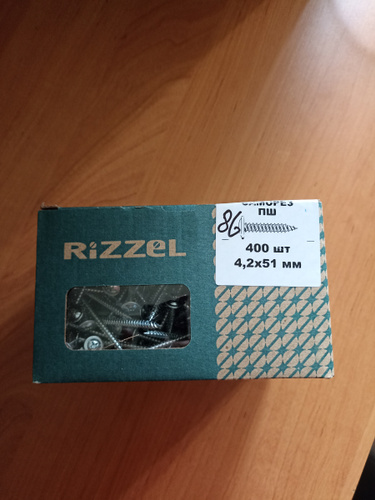 RiZZEL
САМОРЕЗ
ПШ
86
400 шт
4,2х51 мм